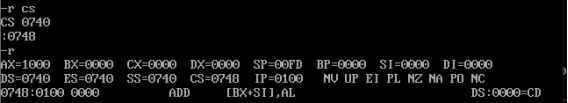 -r cs
CS 0740
:0748
-r
AX=1000  BX=0000  CX=0000  DX=0000  SP=00FD  BP=0000  SI=0000  DI=0000
DS=0740  ES=0740  SS=0740  CS=0748  IP=0100   NV UP EI PL NZ NA PO NC
0748:0100 0000          ADD     [BX+SI],AL                         DS:0000=CD